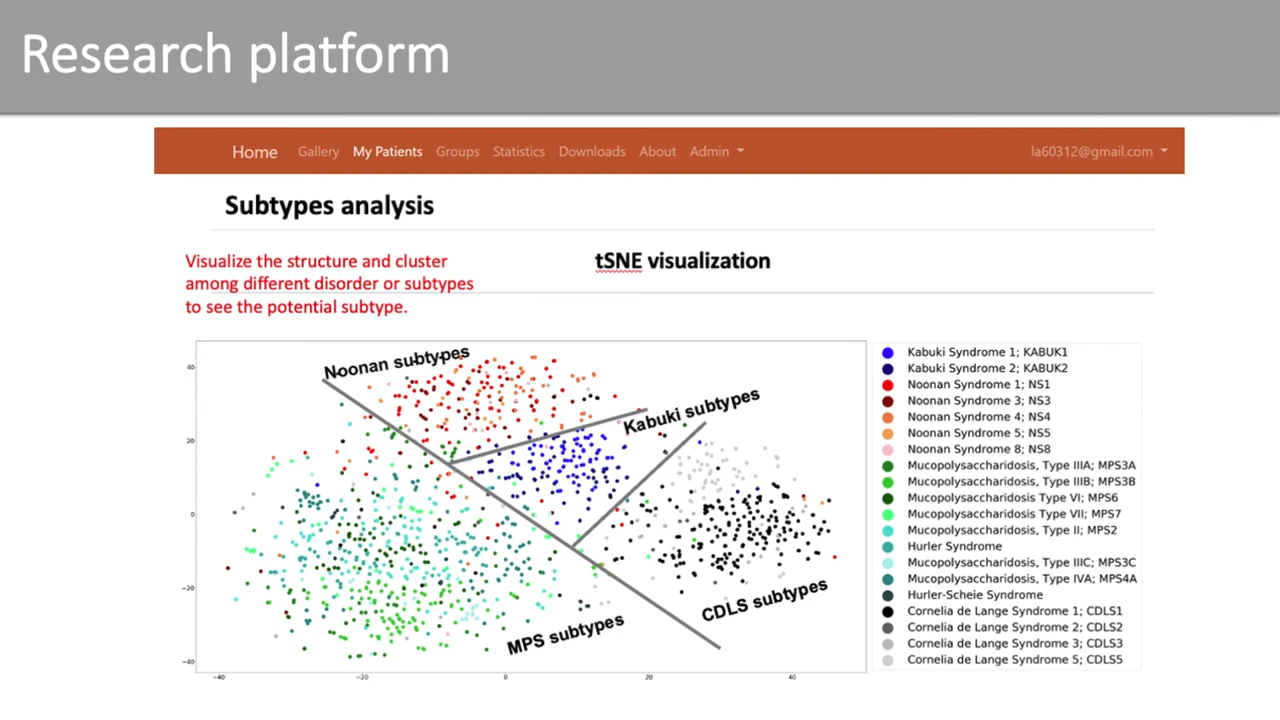 Research platform
Home Gallery My Patients Groups Statistics Downloads About Admin la60312@gmail.com
Subtypes analysis
Visualize the structure and cluster
among different disorder or subtypes
to see the potential subtype.
tSNE visualization
Noonan subtypes
Kabuki subtypes
CDLS subtypes
MPS subtypes
40
20
0
−20
−40
−40 −20 0 20 40
Kabuki Syndrome 1; KABUK1
Kabuki Syndrome 2; KABUK2
Noonan Syndrome 1; NS1
Noonan Syndrome 3; NS3
Noonan Syndrome 4; NS4
Noonan Syndrome 5; NS5
Noonan Syndrome 8; NS8
Mucopolysaccharidosis, Type IIIA; MPS3A
Mucopolysaccharidosis, Type IIIB; MPS3B
Mucopolysaccharidosis Type VI; MPS6
Mucopolysaccharidosis Type VII; MPS7
Mucopolysaccharidosis, Type II; MPS2
Hurler Syndrome
Mucopolysaccharidosis, Type IIIC; MPS3C
Mucopolysaccharidosis, Type IVA; MPS4A
Hurler-Scheie Syndrome
Cornelia de Lange Syndrome 1; CDLS1
Cornelia de Lange Syndrome 2; CDLS2
Cornelia de Lange Syndrome 3; CDLS3
Cornelia de Lange Syndrome 5; CDLS5